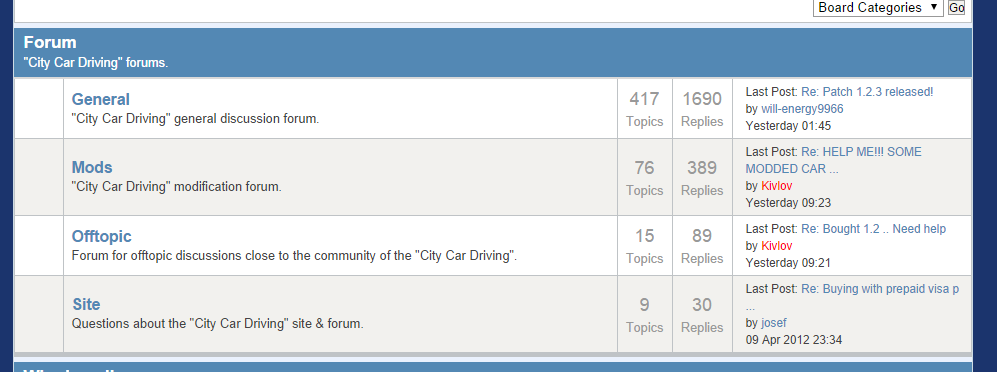 Board Categories Go
Forum
"City Car Driving" forums.
General
"City Car Driving" general discussion forum.
417
Topics
1690
Replies
Last Post: Re: Patch 1.2.3 released!
by will-energy9966
Yesterday 01:45
Mods
"City Car Driving" modification forum.
76
Topics
389
Replies
Last Post: Re: HELP ME!!! SOME
MODDED CAR ...
by Kivlov
Yesterday 09:23
Offtopic
Forum for offtopic discussions close to the community of the "City Car Driving".
15
Topics
89
Replies
Last Post: Re: Bought 1.2 .. Need help
by Kivlov
Yesterday 09:21
Site
Questions about the "City Car Driving" site & forum.
9
Topics
30
Replies
Last Post: Re: Buying with prepaid visa p
...
by josef
09 Apr 2012 23:34